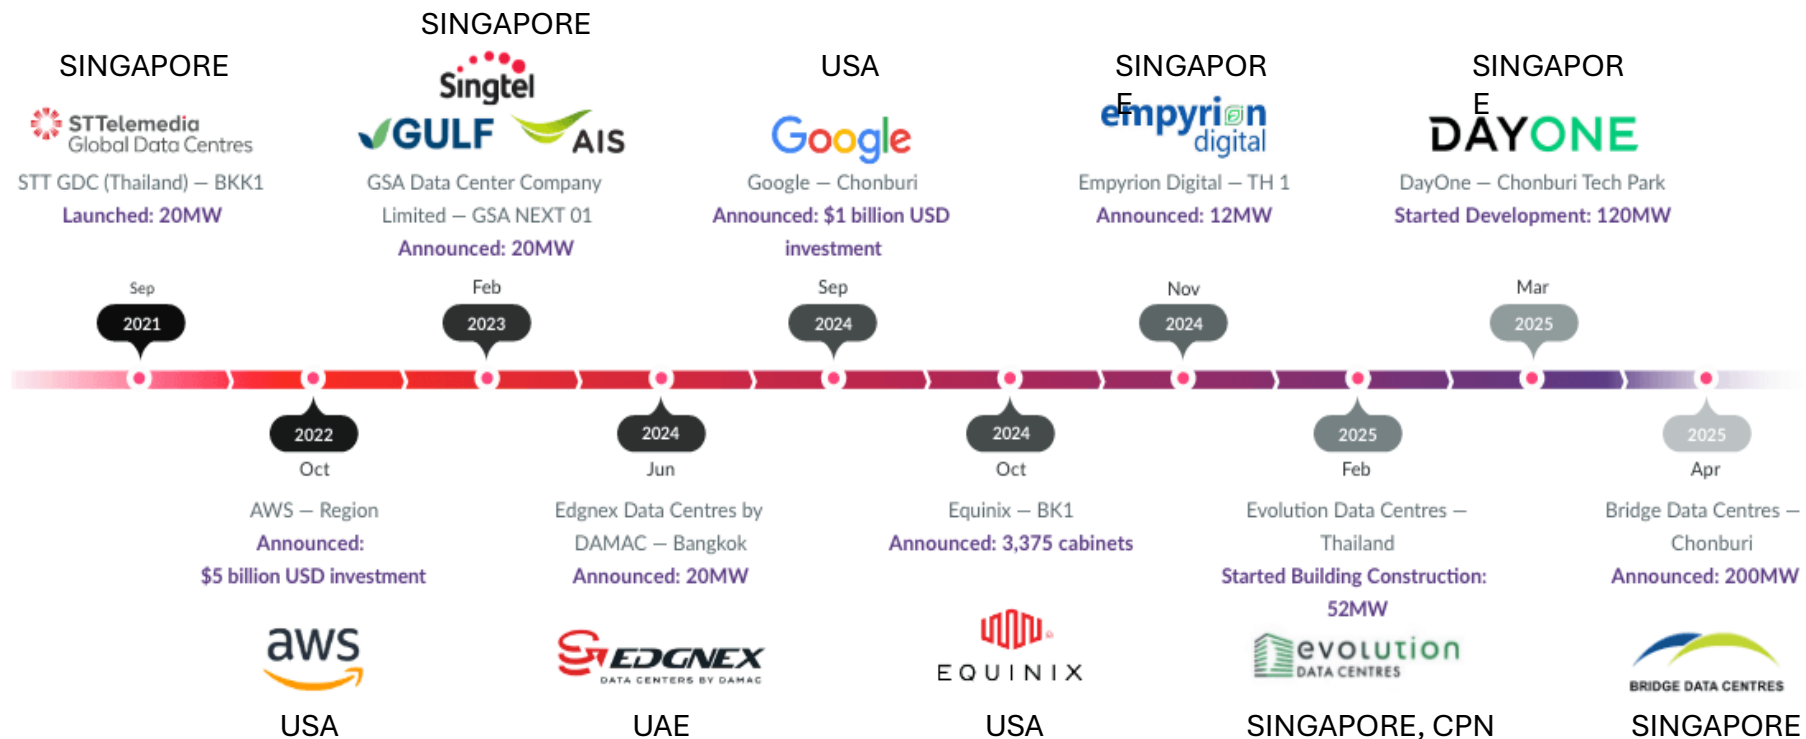 SINGAPORE
STTelemedia
Global Data Centres
STT GDC (Thailand) — BKK1
Launched: 20MW
Sep
2021
SINGAPORE
Singtel
GULF
AIS
GSA Data Center Company
Limited — GSA NEXT 01
Announced: 20MW
Feb
2023
USA
Google
Google — Chonburi
Announced: $1 billion USD
investment
Sep
2024
SINGAPOR
E
empyrion
digital
Empyrion Digital — TH 1
Announced: 12MW
Nov
2024
SINGAPOR
E
DAYONE
DayOne — Chonburi Tech Park
Started Development: 120MW
Mar
2025
2022
Oct
AWS — Region
Announced:
$5 billion USD investment
aws
USA
2024
Jun
Edgnex Data Centres by
DAMAC — Bangkok
Announced: 20MW
EDGNEX
DATA CENTERS BY DAMAC
UAE
2024
Oct
Equinix — BK1
Announced: 3,375 cabinets
EQUINIX
USA
2025
Feb
Evolution Data Centres —
Thailand
Started Building Construction:
52MW
evolution
DATA CENTRES
SINGAPORE, CPN
2025
Apr
Bridge Data Centres —
Chonburi
Announced: 200MW
BRIDGE DATA CENTRES
SINGAPORE